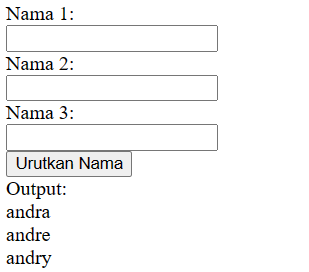 Nama 1:
Nama 2:
Nama 3:
Urutkan Nama
Output:
andra
andre
andry